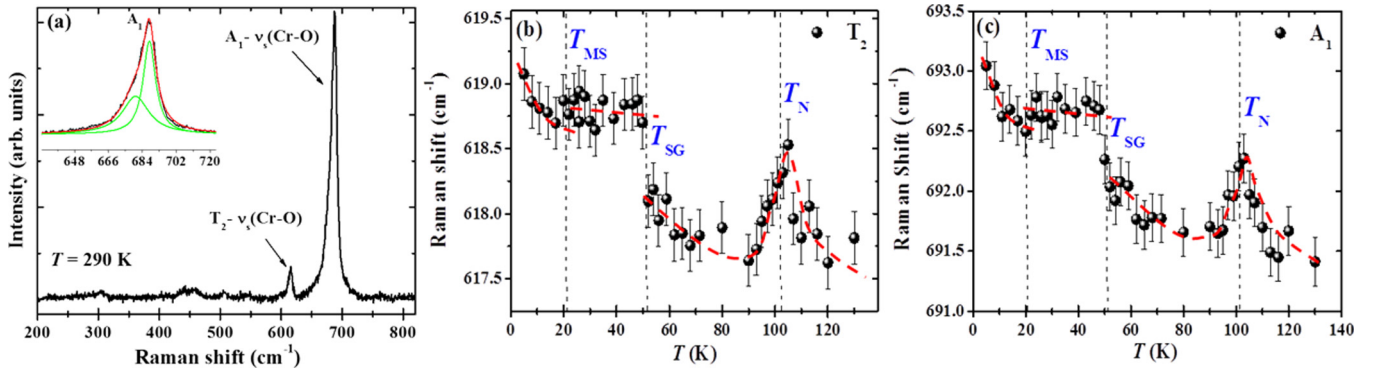 (a)
A1
A1- νs(Cr-O)
T2- νs(Cr-O)
T = 290 K
648 666 684 702 720
Intensity (arb. units)
200 300 400 500 600 700 800
Raman shift (cm-1)
(b)
T2
TMS
TSG
TN
619.5
619.0
618.5
618.0
617.5
Raman shift (cm-1)
0 20 40 60 80 100 120
T (K)
(c)
A1
TMS
TSG
TN
693.5
693.0
692.5
692.0
691.5
691.0
Raman Shift (cm-1)
0 20 40 60 80 100 120 140
T (K)